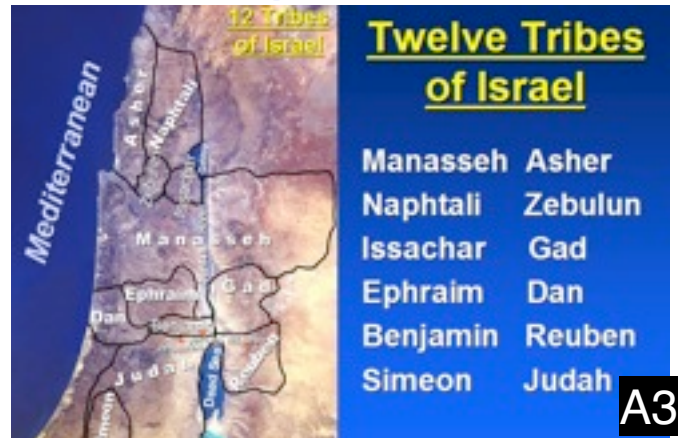 12 Tribes
of Israel
Mediterranean
Asher
Naphtali
Manasseh
Ephraim
Gad
Dan
Reuben
Judah
Dead Sea
Twelve Tribes
of Israel
Manasseh Asher
Naphtali Zebulun
Issachar Gad
Ephraim Dan
Benjamin Reuben
Simeon Judah
A3